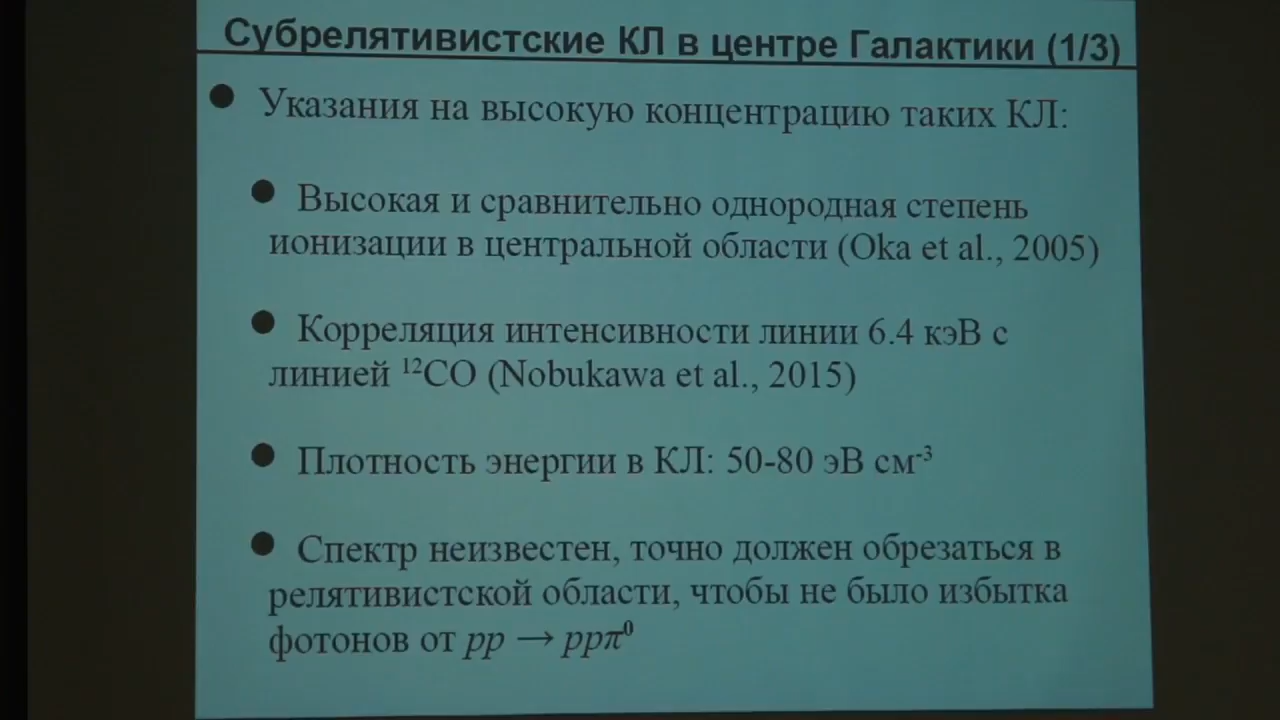 Субрелятивистские КЛ в центре Галактики (1/3)
● Указания на высокую концентрацию таких КЛ:
● Высокая и сравнительно однородная степень
ионизации в центральной области (Oka et al., 2005)
● Корреляция интенсивности линии 6.4 кэВ с
линией ¹²CO (Nobukawa et al., 2015)
● Плотность энергии в КЛ: 50-80 эВ см⁻³
● Спектр неизвестен, точно должен обрезаться в
релятивистской области, чтобы не было избытка
фотонов от pp → ppπ⁰